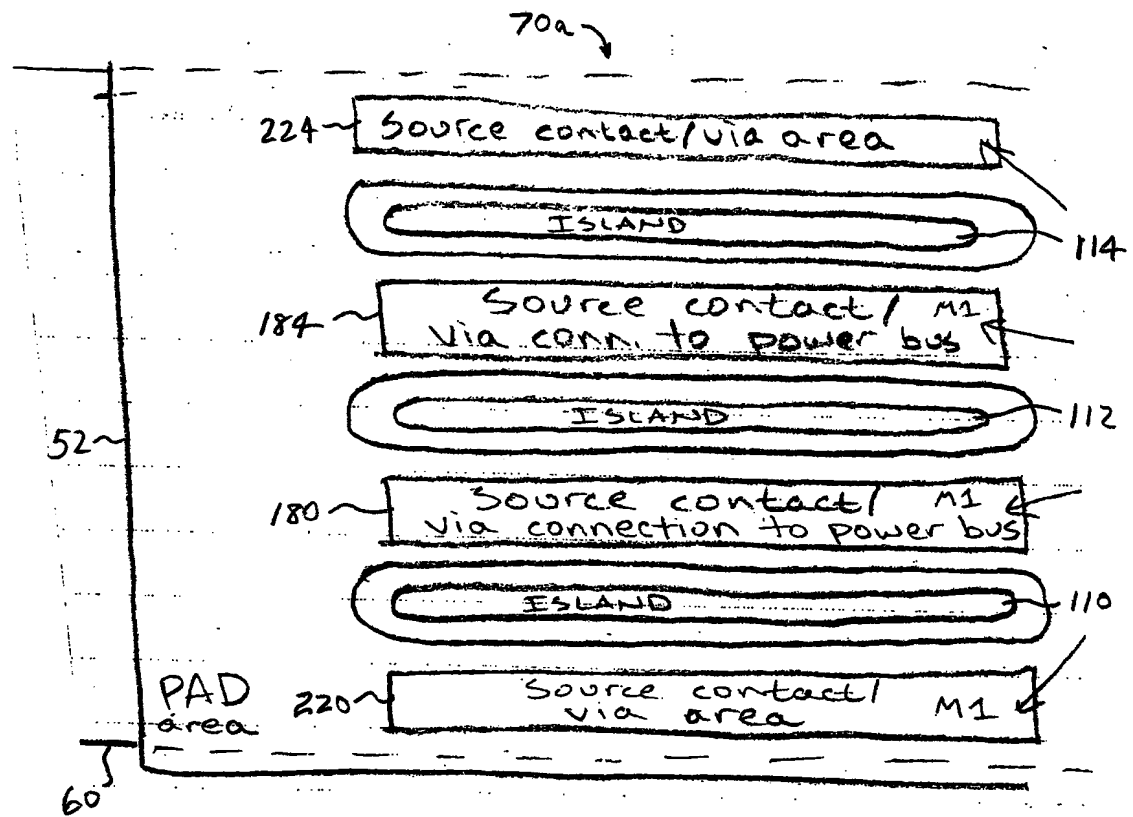 70a
224 Source contact/via area
ISLAND
114
184 Source contact/ M1
via conn. to power bus
ISLAND
112
52
180 Source contact/ M1
via connection to power bus
ISLAND
110
PAD
area
220 Source contact/
via area M1
60